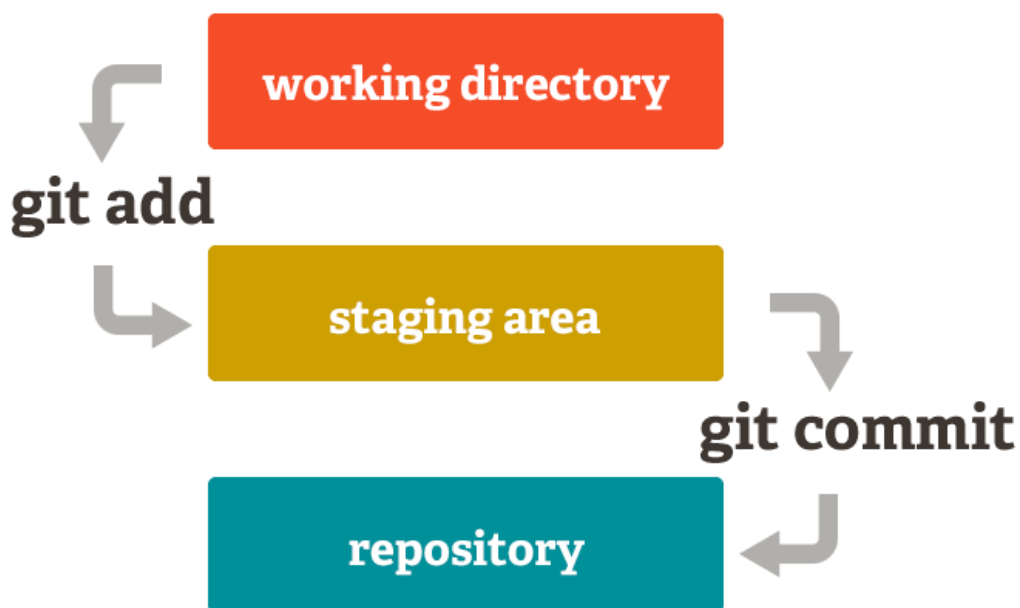 working directory
git add
staging area
git commit
repository